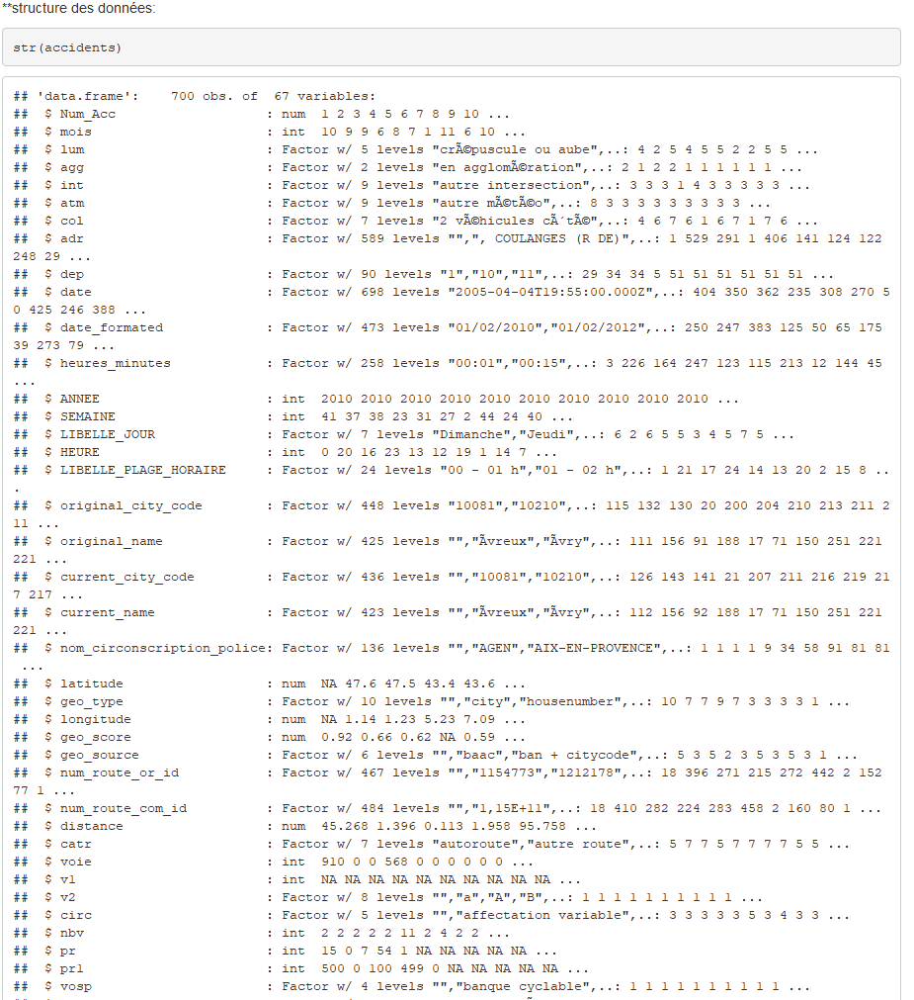 **structure des données:
str(accidents)
## 'data.frame':    700 obs. of  67 variables:
##  $ Num_Acc                   : num  1 2 3 4 5 6 7 8 9 10 ...
##  $ mois                      : int  10 9 9 6 8 7 1 11 6 10 ...
##  $ lum                       : Factor w/ 5 levels "crÃ©puscule ou aube",..: 4 2 5 4 5 5 2 2 5 5 ...
##  $ agg                       : Factor w/ 2 levels "en agglomÃ©ration",..: 2 1 2 2 1 1 1 1 1 1 ...
##  $ int                       : Factor w/ 9 levels "autre intersection",..: 3 3 3 1 4 3 3 3 3 3 ...
##  $ atm                       : Factor w/ 9 levels "autre mÃ©tÃ©o",..: 8 3 3 3 3 3 3 3 3 3 ...
##  $ col                       : Factor w/ 7 levels "2 vÃ©hicules cÃ´tÃ©",..: 4 6 7 6 1 6 7 1 7 6 ...
##  $ adr                       : Factor w/ 589 levels "",", COULANGES (R DE)",..: 1 529 291 1 406 141 124 122
248 29 ...
##  $ dep                       : Factor w/ 90 levels "1","10","11",..: 29 34 34 5 51 51 51 51 51 51 ...
##  $ date                      : Factor w/ 698 levels "2005-04-04T19:55:00.000Z",..: 404 350 362 235 308 270 5
0 425 246 388 ...
##  $ date_formated             : Factor w/ 473 levels "01/02/2010","01/02/2012",..: 250 247 383 125 50 65 175
39 273 79 ...
##  $ heures_minutes            : Factor w/ 258 levels "00:01","00:15",..: 3 226 164 247 123 115 213 12 144 45
...
##  $ ANNEE                     : int  2010 2010 2010 2010 2010 2010 2010 2010 2010 2010 ...
##  $ SEMAINE                   : int  41 37 38 23 31 27 2 44 24 40 ...
##  $ LIBELLE_JOUR              : Factor w/ 7 levels "Dimanche","Jeudi",..: 6 2 6 5 5 3 4 5 7 5 ...
##  $ HEURE                     : int  0 20 16 23 13 12 19 1 14 7 ...
##  $ LIBELLE_PLAGE_HORAIRE     : Factor w/ 24 levels "00 - 01 h","01 - 02 h",..: 1 21 17 24 14 13 20 2 15 8 ..
.
##  $ original_city_code        : Factor w/ 448 levels "10081","10210",..: 115 132 130 20 200 204 210 213 211 2
11 ...
##  $ original_name             : Factor w/ 425 levels "","Ãvreux","Ãvry",..: 111 156 91 188 17 71 150 251 221
221 ...
##  $ current_city_code         : Factor w/ 436 levels "","10081","10210",..: 126 143 141 21 207 211 216 219 21
7 217 ...
##  $ current_name              : Factor w/ 423 levels "","Ãvreux","Ãvry",..: 112 156 92 188 17 71 150 251 221
221 ...
##  $ nom_circonscription_police: Factor w/ 136 levels "","AGEN","AIX-EN-PROVENCE",..: 1 1 1 1 9 34 58 91 81 81
...
##  $ latitude                  : num  NA 47.6 47.5 43.4 43.6 ...
##  $ geo_type                  : Factor w/ 10 levels "","city","housenumber",..: 10 7 7 9 7 3 3 3 3 1 ...
##  $ longitude                 : num  NA 1.14 1.23 5.23 7.09 ...
##  $ geo_score                 : num  0.92 0.66 0.62 NA 0.59 ...
##  $ geo_source                : Factor w/ 6 levels "","baac","ban + citycode",..: 5 3 5 2 3 5 3 5 3 1 ...
##  $ num_route_or_id           : Factor w/ 467 levels "","1154773","1212178",..: 18 396 271 215 272 442 2 152
77 1 ...
##  $ num_route_com_id          : Factor w/ 484 levels "","1,15E+11",..: 18 410 282 224 283 458 2 160 80 1 ...
##  $ distance                  : num  45.268 1.396 0.113 1.958 95.758 ...
##  $ catr                      : Factor w/ 7 levels "autoroute","autre route",..: 5 7 7 5 7 7 7 7 5 5 ...
##  $ voie                      : int  910 0 0 568 0 0 0 0 0 0 ...
##  $ v1                        : int  NA NA NA NA NA NA NA NA NA NA ...
##  $ v2                        : Factor w/ 8 levels "","a","A","B",..: 1 1 1 1 1 1 1 1 1 1 ...
##  $ circ                      : Factor w/ 5 levels "","affectation variable",..: 3 3 3 3 3 5 3 4 3 3 ...
##  $ nbv                       : int  2 2 2 2 2 11 2 4 2 2 ...
##  $ pr                        : int  15 0 7 54 1 NA NA NA NA NA ...
##  $ pr1                       : int  500 0 100 499 0 NA NA NA NA NA ...
##  $ vosp                      : Factor w/ 4 levels "","banque cyclable",..: 1 1 1 1 1 1 1 1 1 1 ...